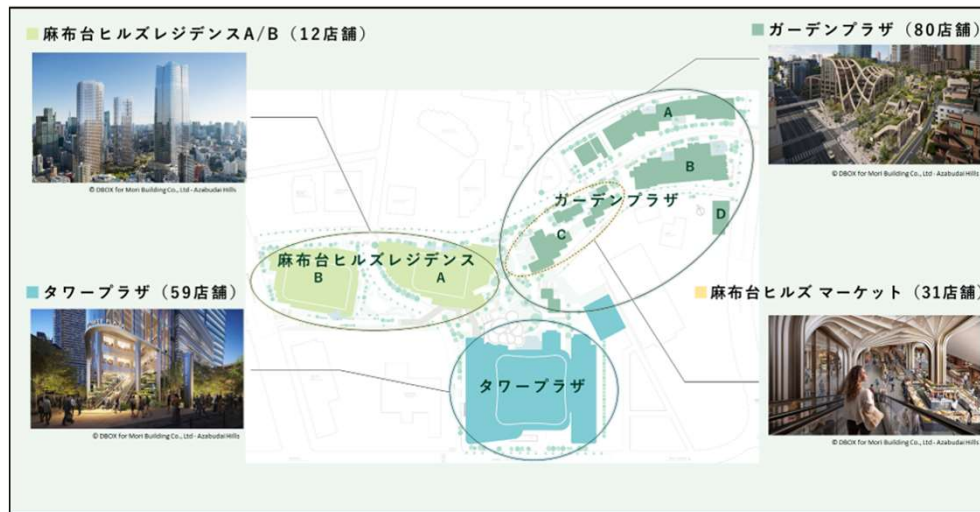 麻布台ヒルズレジデンスA/B（12店舗）
© DBOX for Mori Building Co., Ltd - Azabudai Hills
ガーデンプラザ（80店舗）
© DBOX for Mori Building Co., Ltd - Azabudai Hills
A
B
ガーデンプラザ
D
C
麻布台ヒルズレジデンス
B
A
タワープラザ（59店舗）
© DBOX for Mori Building Co., Ltd - Azabudai Hills
タワープラザ
麻布台ヒルズ マーケット（31店舗）
© DBOX for Mori Building Co., Ltd - Azabudai Hills